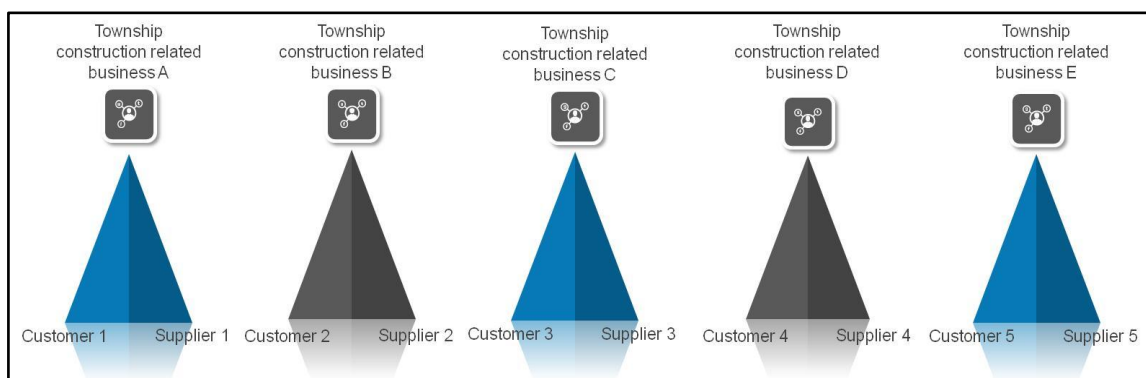 Township
construction related
business A
Township
construction related
business B
Township
construction related
business C
Township
construction related
business D
Township
construction related
business E
Customer 1
Supplier 1
Customer 2
Supplier 2
Customer 3
Supplier 3
Customer 4
Supplier 4
Customer 5
Supplier 5